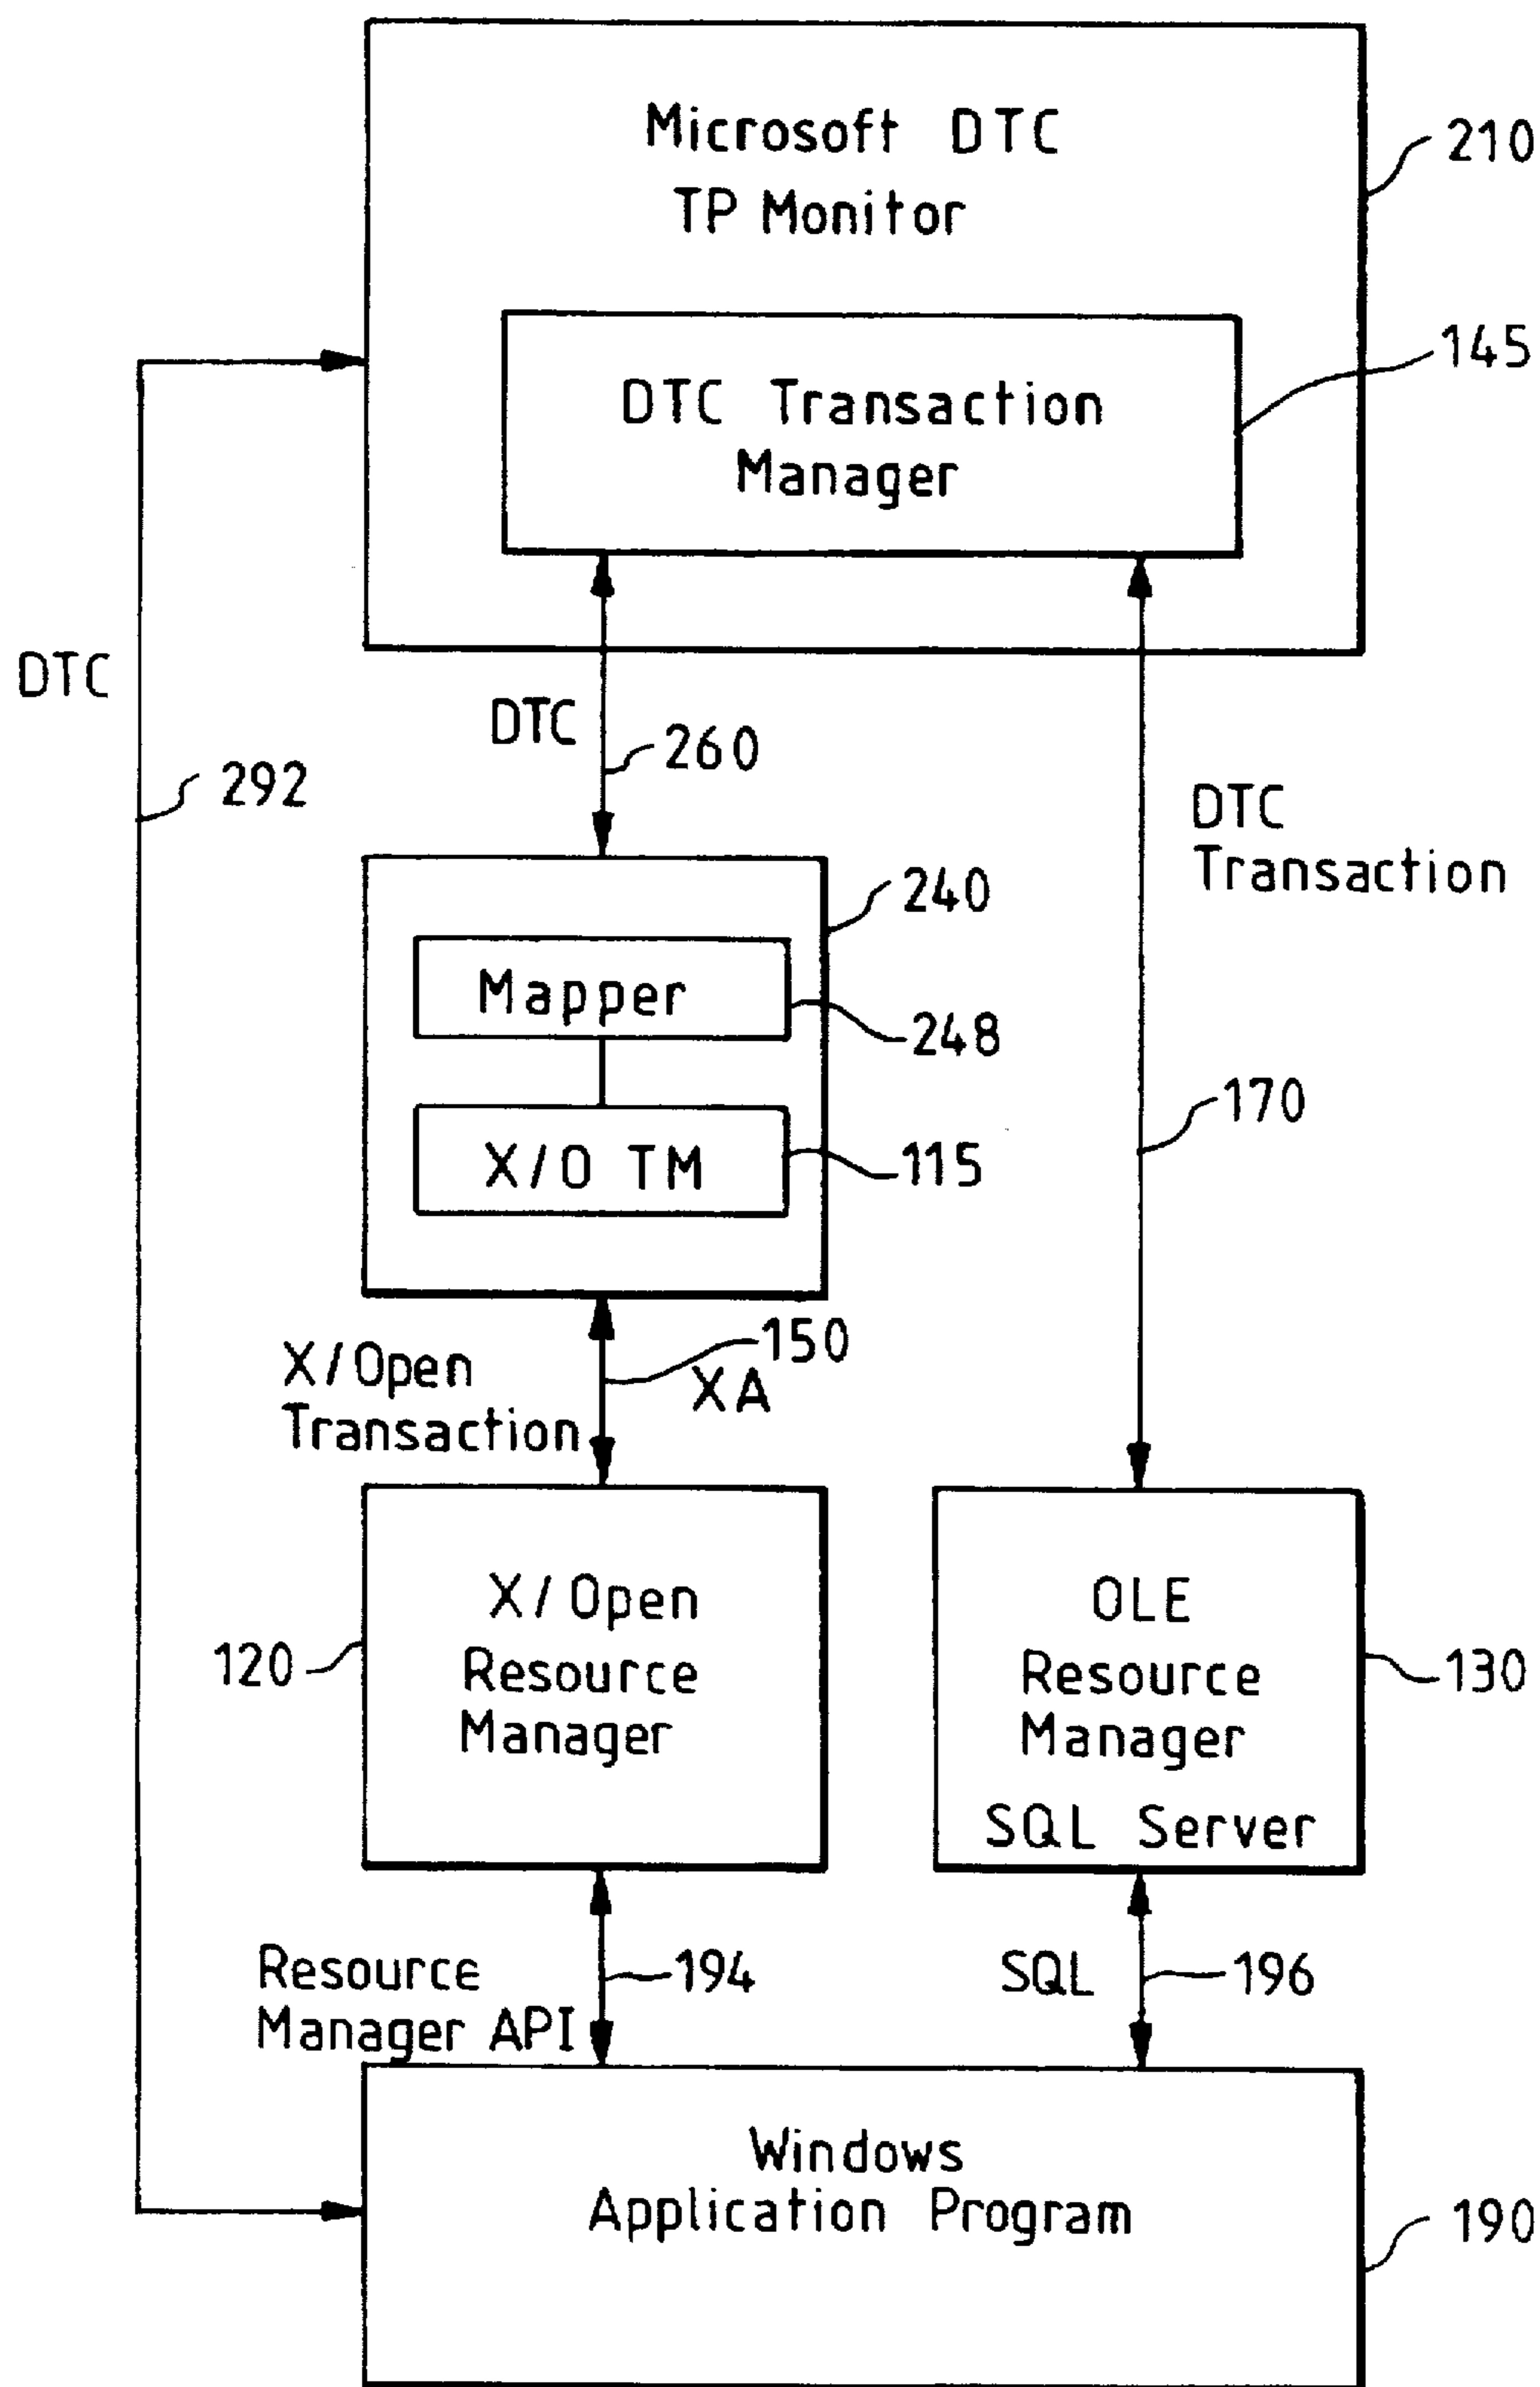 Microsoft DTC
TP Monitor
210
DTC Transaction
Manager
145
DTC
DTC
260
292
DTC
Transaction
240
Mapper
248
X/O TM
115
170
X/Open
Transaction
150
XA
X/Open
Resource
Manager
120
OLE
Resource
Manager
SQL Server
130
Resource
Manager API
194
SQL
196
Windows
Application Program
190